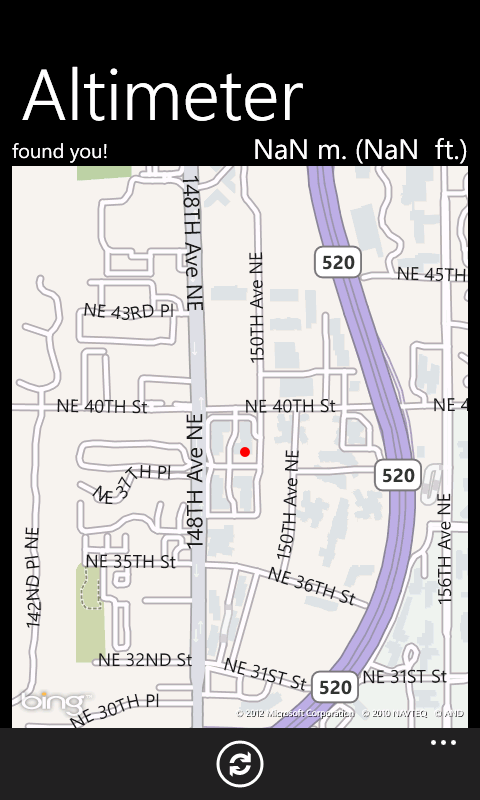 Altimeter
found you!
NaN m. (NaN ft.)
148TH Ave NE
520
150TH Ave NE
NE 45TH
NE 43RD Pl
NE 40TH St
NE 40TH St
NE 4
148TH Ave NE
NE 37TH Pl
520
150TH Ave NE
156TH Ave NE
142ND Pl NE
NE 35TH St
NE 36TH St
NE 32ND St
NE 31ST St
520
NE 31ST St
NE 30TH Pl
bing
© 2012 Microsoft Corporation © 2010 NAVTEQ © AND